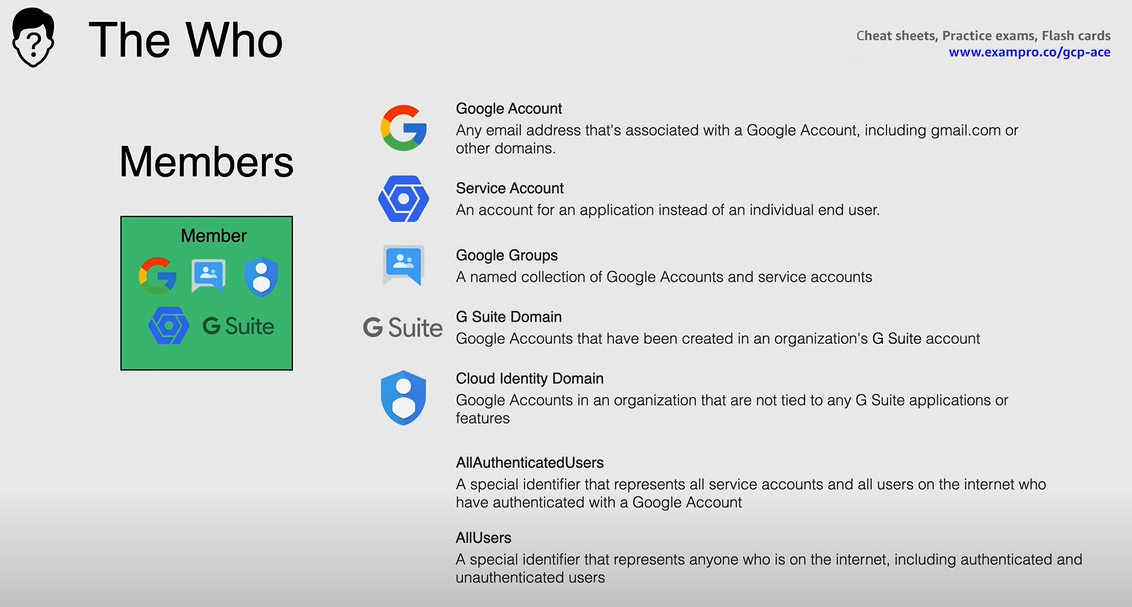 ?
The Who
Cheat sheets, Practice exams, Flash cards
www.exampro.co/gcp-ace
Members
Member
G Suite
Google Account
Any email address that's associated with a Google Account, including gmail.com or
other domains.
Service Account
An account for an application instead of an individual end user.
Google Groups
A named collection of Google Accounts and service accounts
G Suite
G Suite Domain
Google Accounts that have been created in an organization's G Suite account
Cloud Identity Domain
Google Accounts in an organization that are not tied to any G Suite applications or
features
AllAuthenticatedUsers
A special identifier that represents all service accounts and all users on the internet who
have authenticated with a Google Account
AllUsers
A special identifier that represents anyone who is on the internet, including authenticated and
unauthenticated users